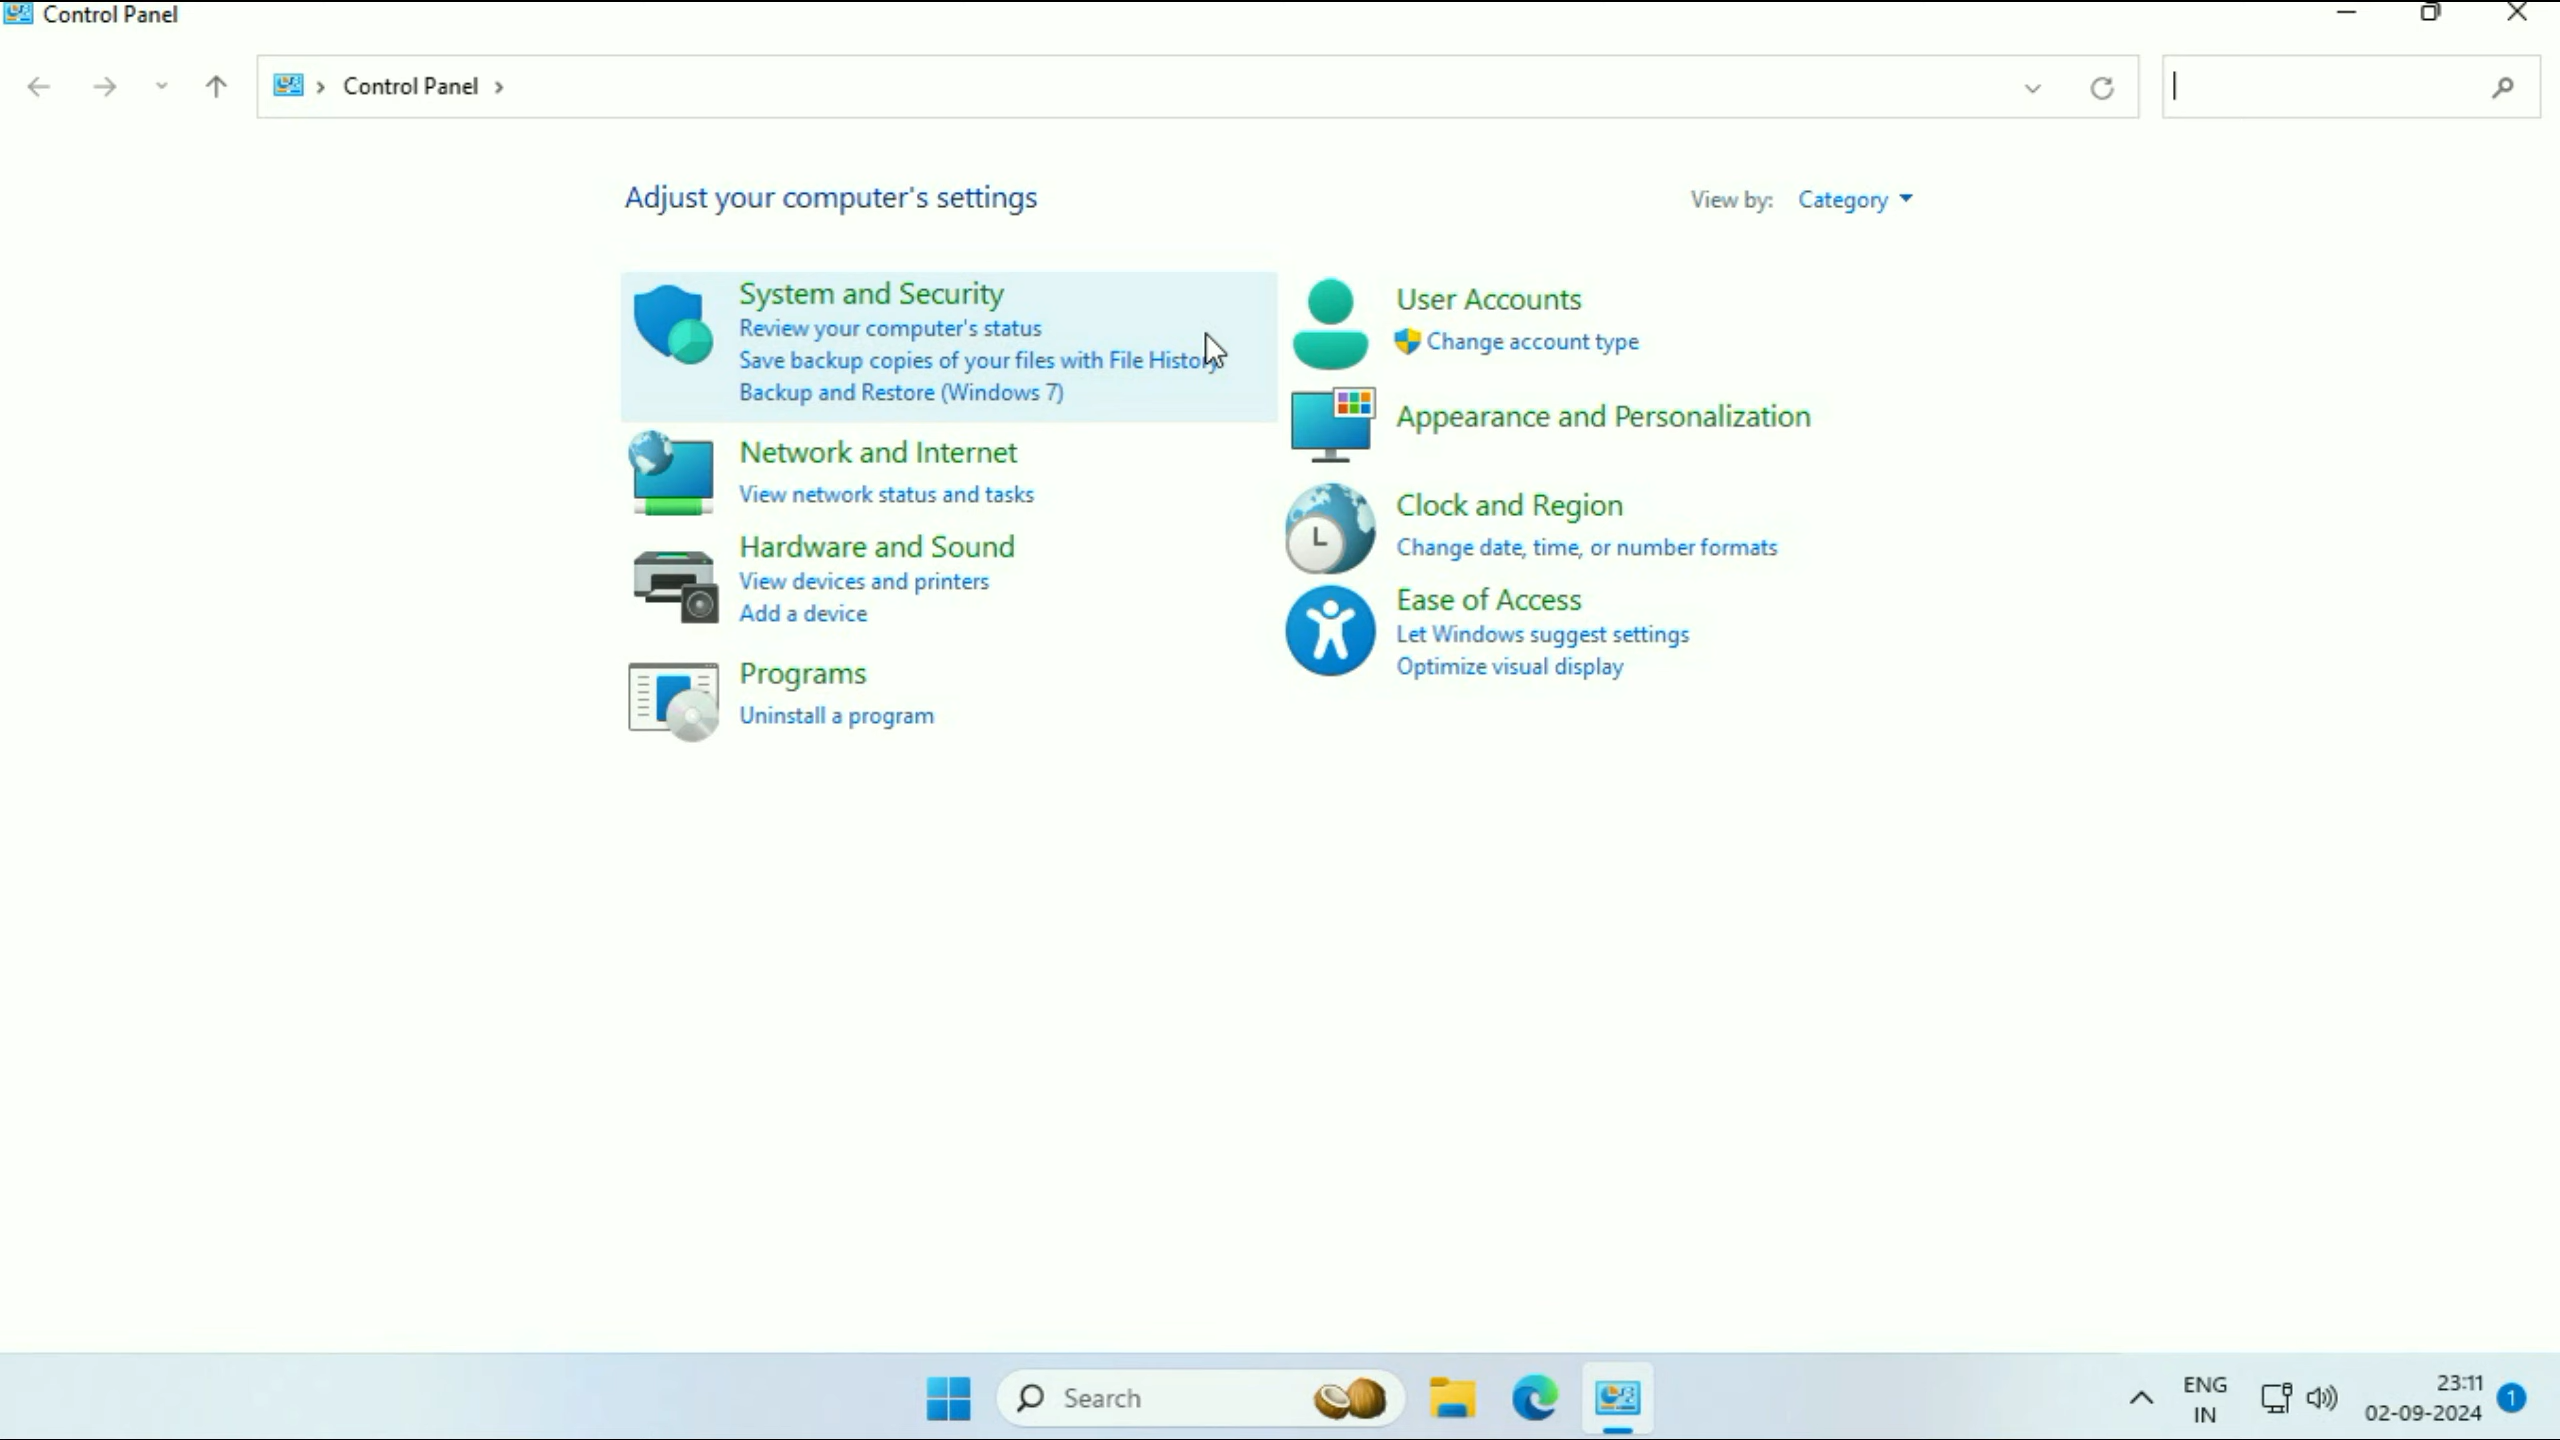 Control Panel
Control Panel
Adjust your computer's settings
View by: Category
System and Security
Review your computer's status
Save backup copies of your files with File History
Backup and Restore (Windows 7)
Network and Internet
View network status and tasks
Hardware and Sound
View devices and printers
Add a device
Programs
Uninstall a program
User Accounts
Change account type
Appearance and Personalization
Clock and Region
Change date, time, or number formats
Ease of Access
Let Windows suggest settings
Optimize visual display
Search
ENG
IN
23:11
02-09-2024
1